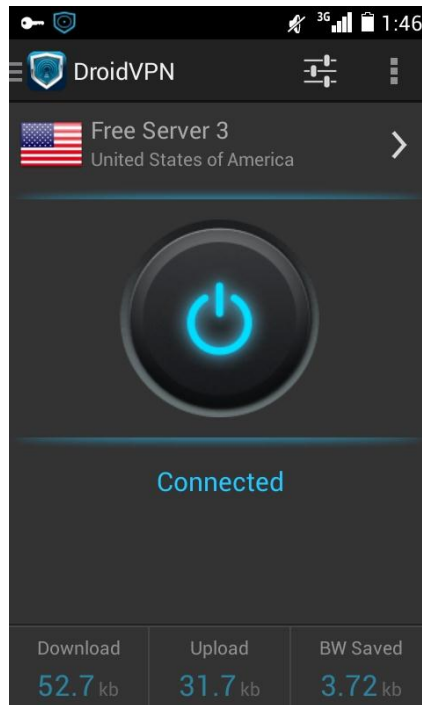 3G 1:46
DroidVPN
Free Server 3
United States of America
Connected
Download Upload BW Saved
52.7 kb 31.7 kb 3.72 kb